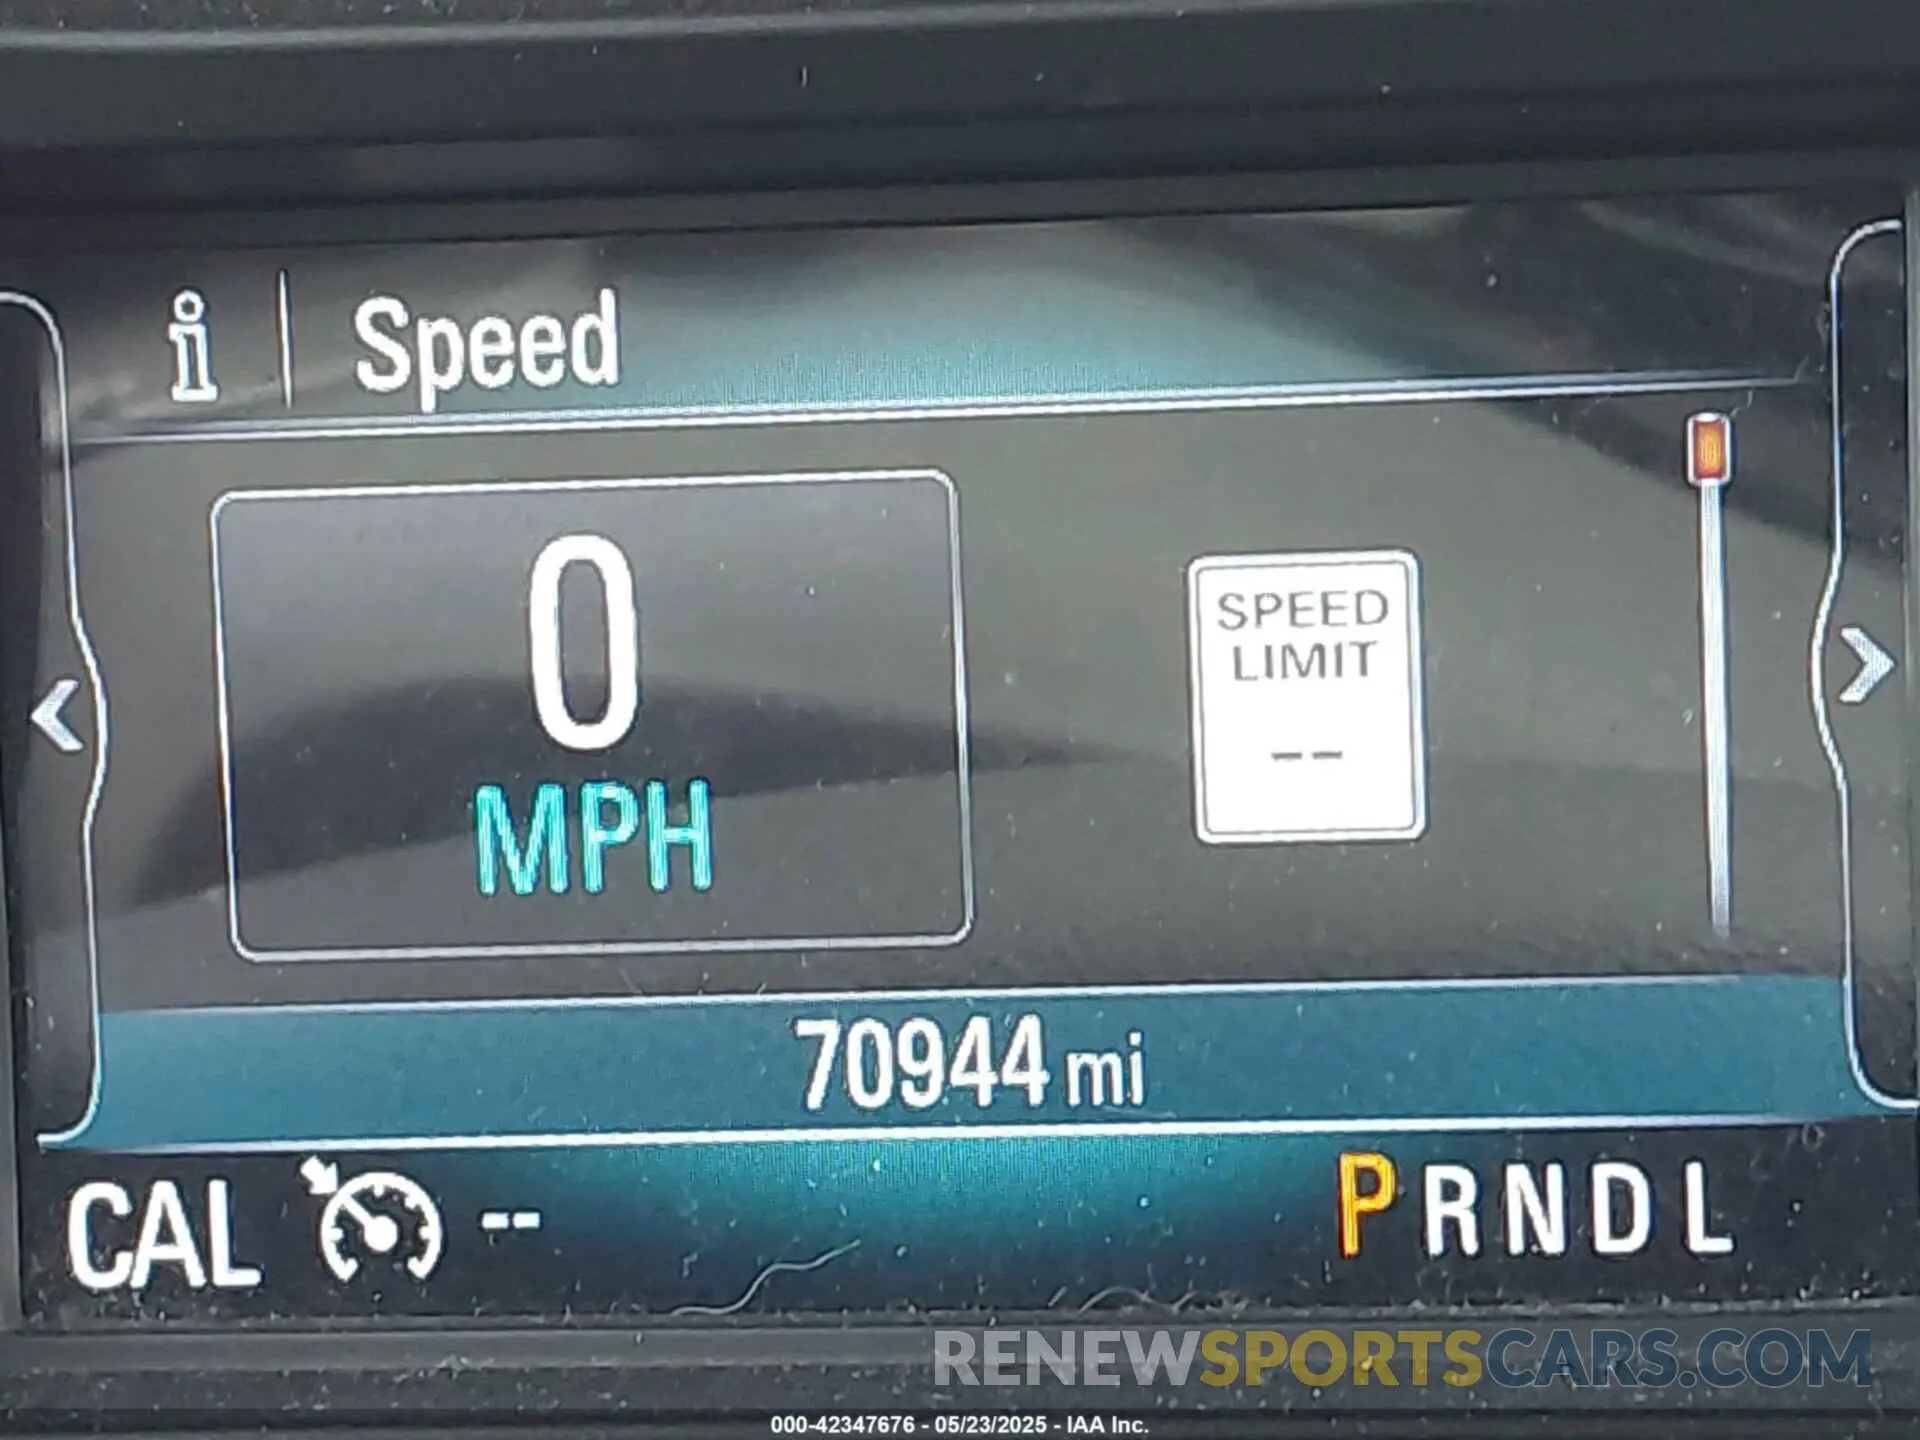 i | Speed
0
MPH
SPEED
LIMIT
--
70944 mi
CAL -- PRNDL
RENEWSPORTSCARS.COM
000-42347676 - 05/23/2025 - IAA Inc.